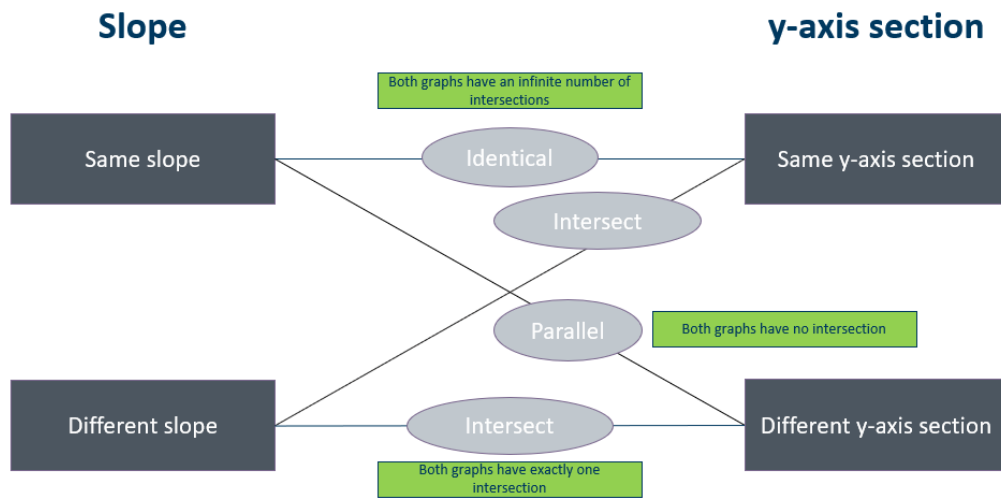 Slope
y-axis section
Both graphs have an infinite number of
intersections
Same slope
Identical
Same y-axis section
Intersect
Parallel
Both graphs have no intersection
Different slope
Intersect
Different y-axis section
Both graphs have exactly one
intersection